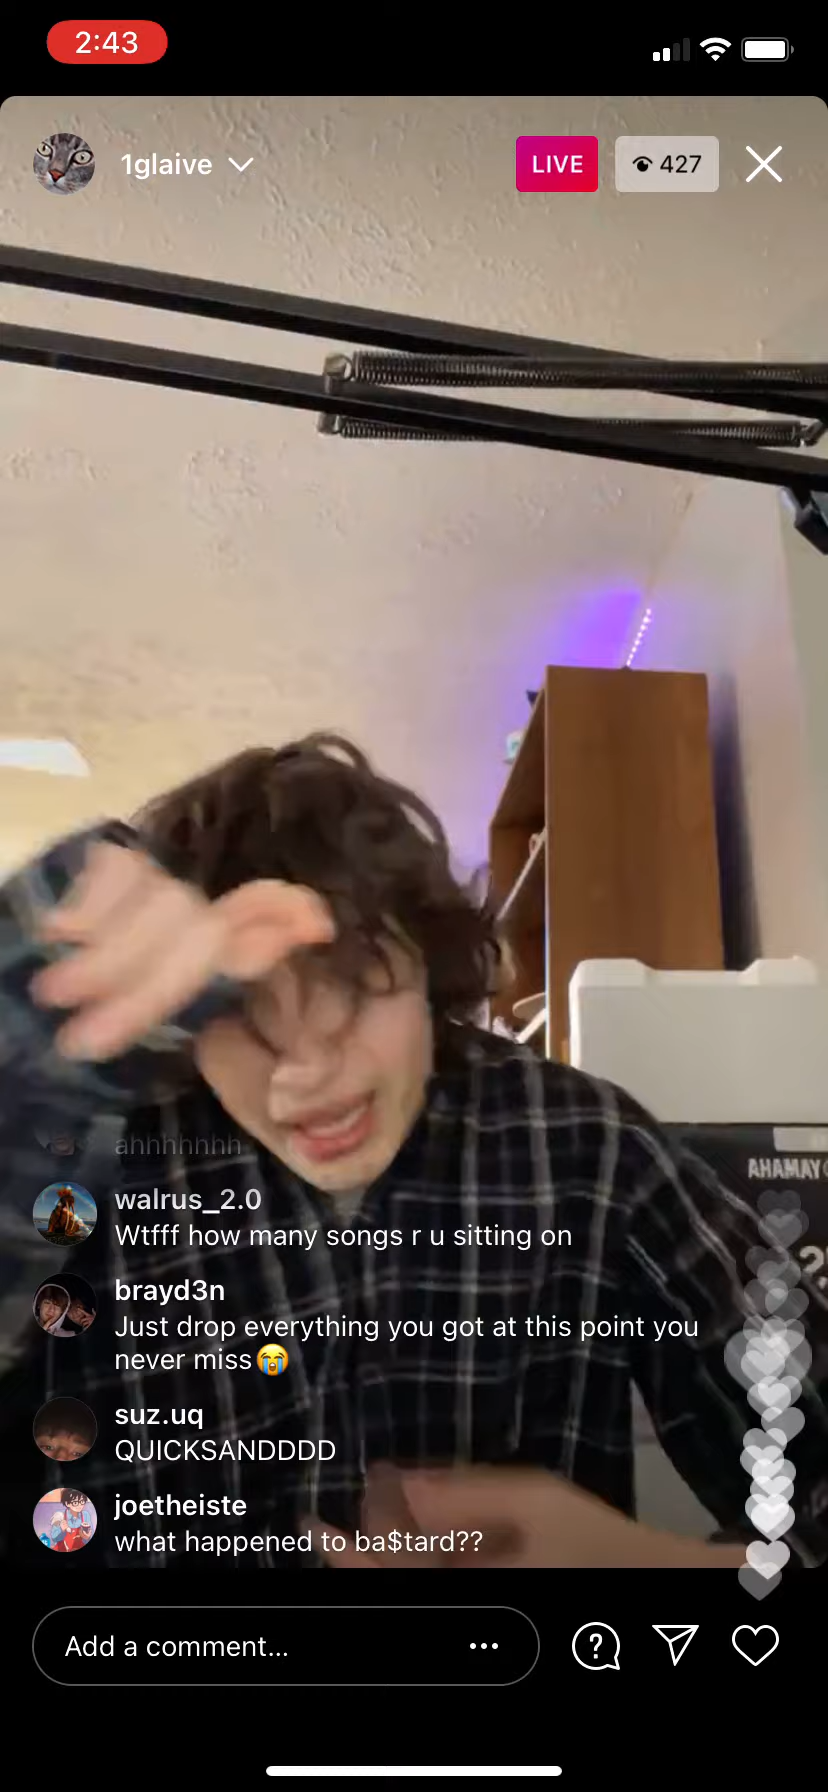 2:43
1glaive
LIVE
427
ahhhhhhh
walrus_2.0
Wtfff how many songs r u sitting on
brayd3n
Just drop everything you got at this point you
never miss😭
suz.uq
QUICKSANDDDD
joetheiste
what happened to ba$tard??
AHAMAY
?
Add a comment...